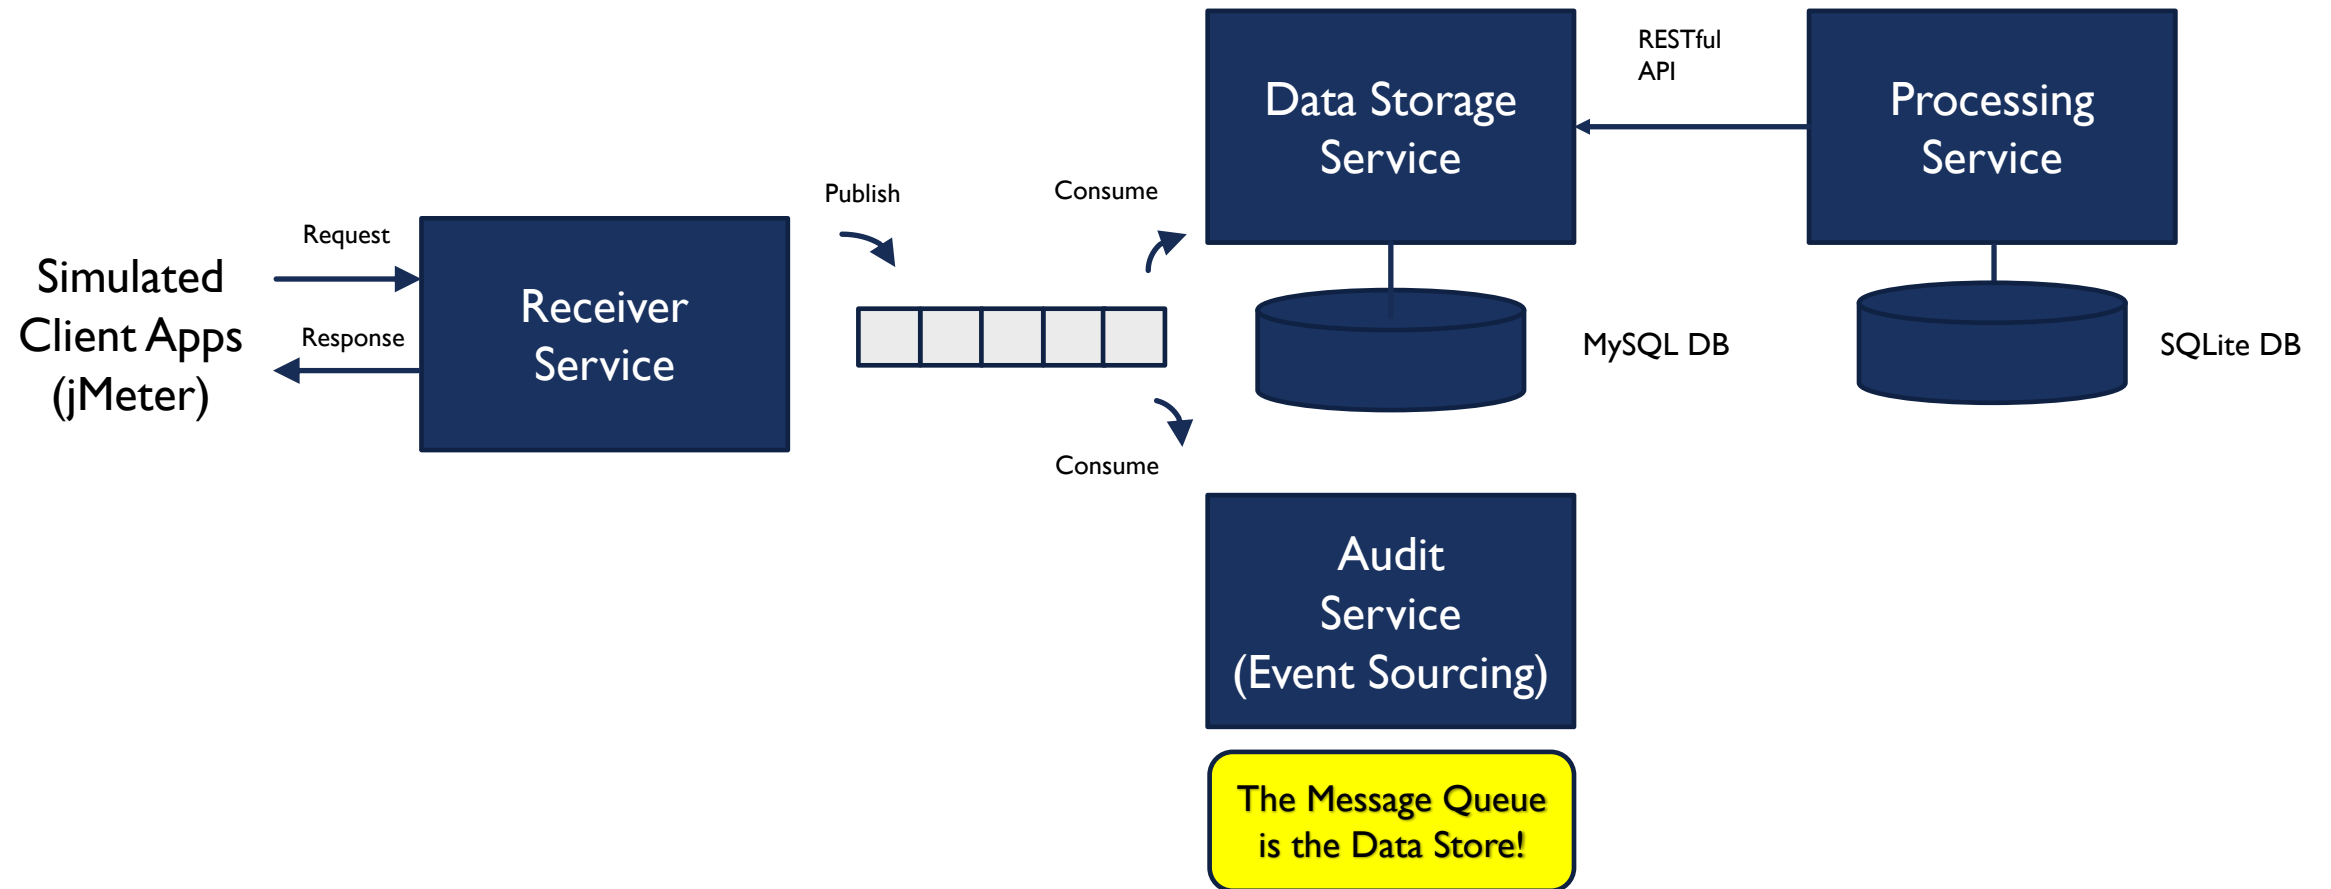 Simulated
Client Apps
(jMeter)
Request
Response
Receiver
Service
Publish
Consume
Consume
Data Storage
Service
MySQL DB
RESTful
API
Processing
Service
SQLite DB
Audit
Service
(Event Sourcing)
The Message Queue
is the Data Store!